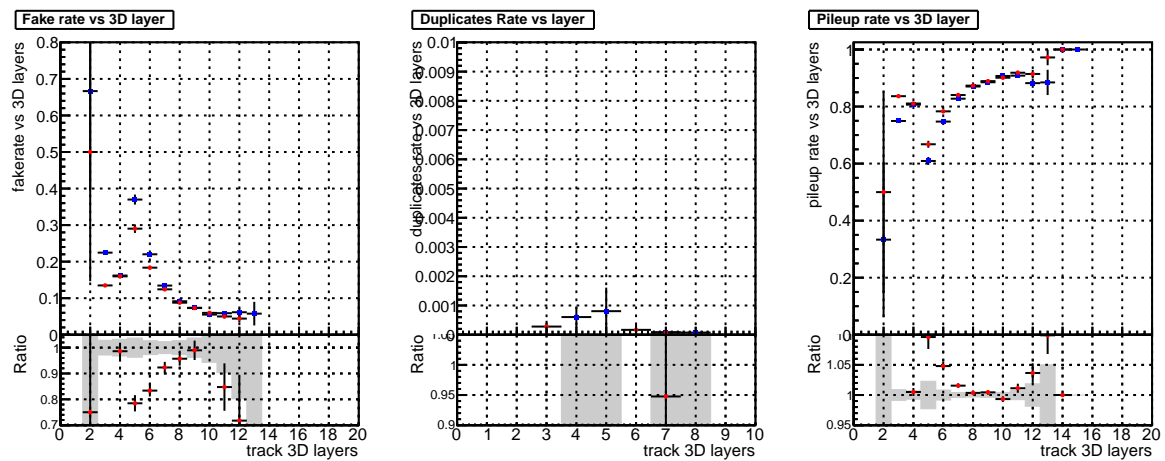 Fake rate vs 3D layer
fakerate vs 3D layers
0.8
0.7
0.6
0.5
0.4
0.3
0.2
0.1
0
Ratio
0.9
0.8
0.7
0 2 4 6 8 10 12 14 16 18 20
track 3D layers
Duplicates Rate vs layer
duplicates rate vs 3D layers
0.01
0.009
0.008
0.007
0.006
0.005
0.004
0.003
0.002
0.001
0
Ratio
0.95
0.9
0 1 2 3 4 5 6 7 8 9 10
track 3D layers
Pileup rate vs 3D layer
pileup rate vs 3D layers
1
0.8
0.6
0.4
0.2
0
Ratio
1.05
1
0.95
0 2 4 6 8 10 12 14 16 18 20
track 3D layers